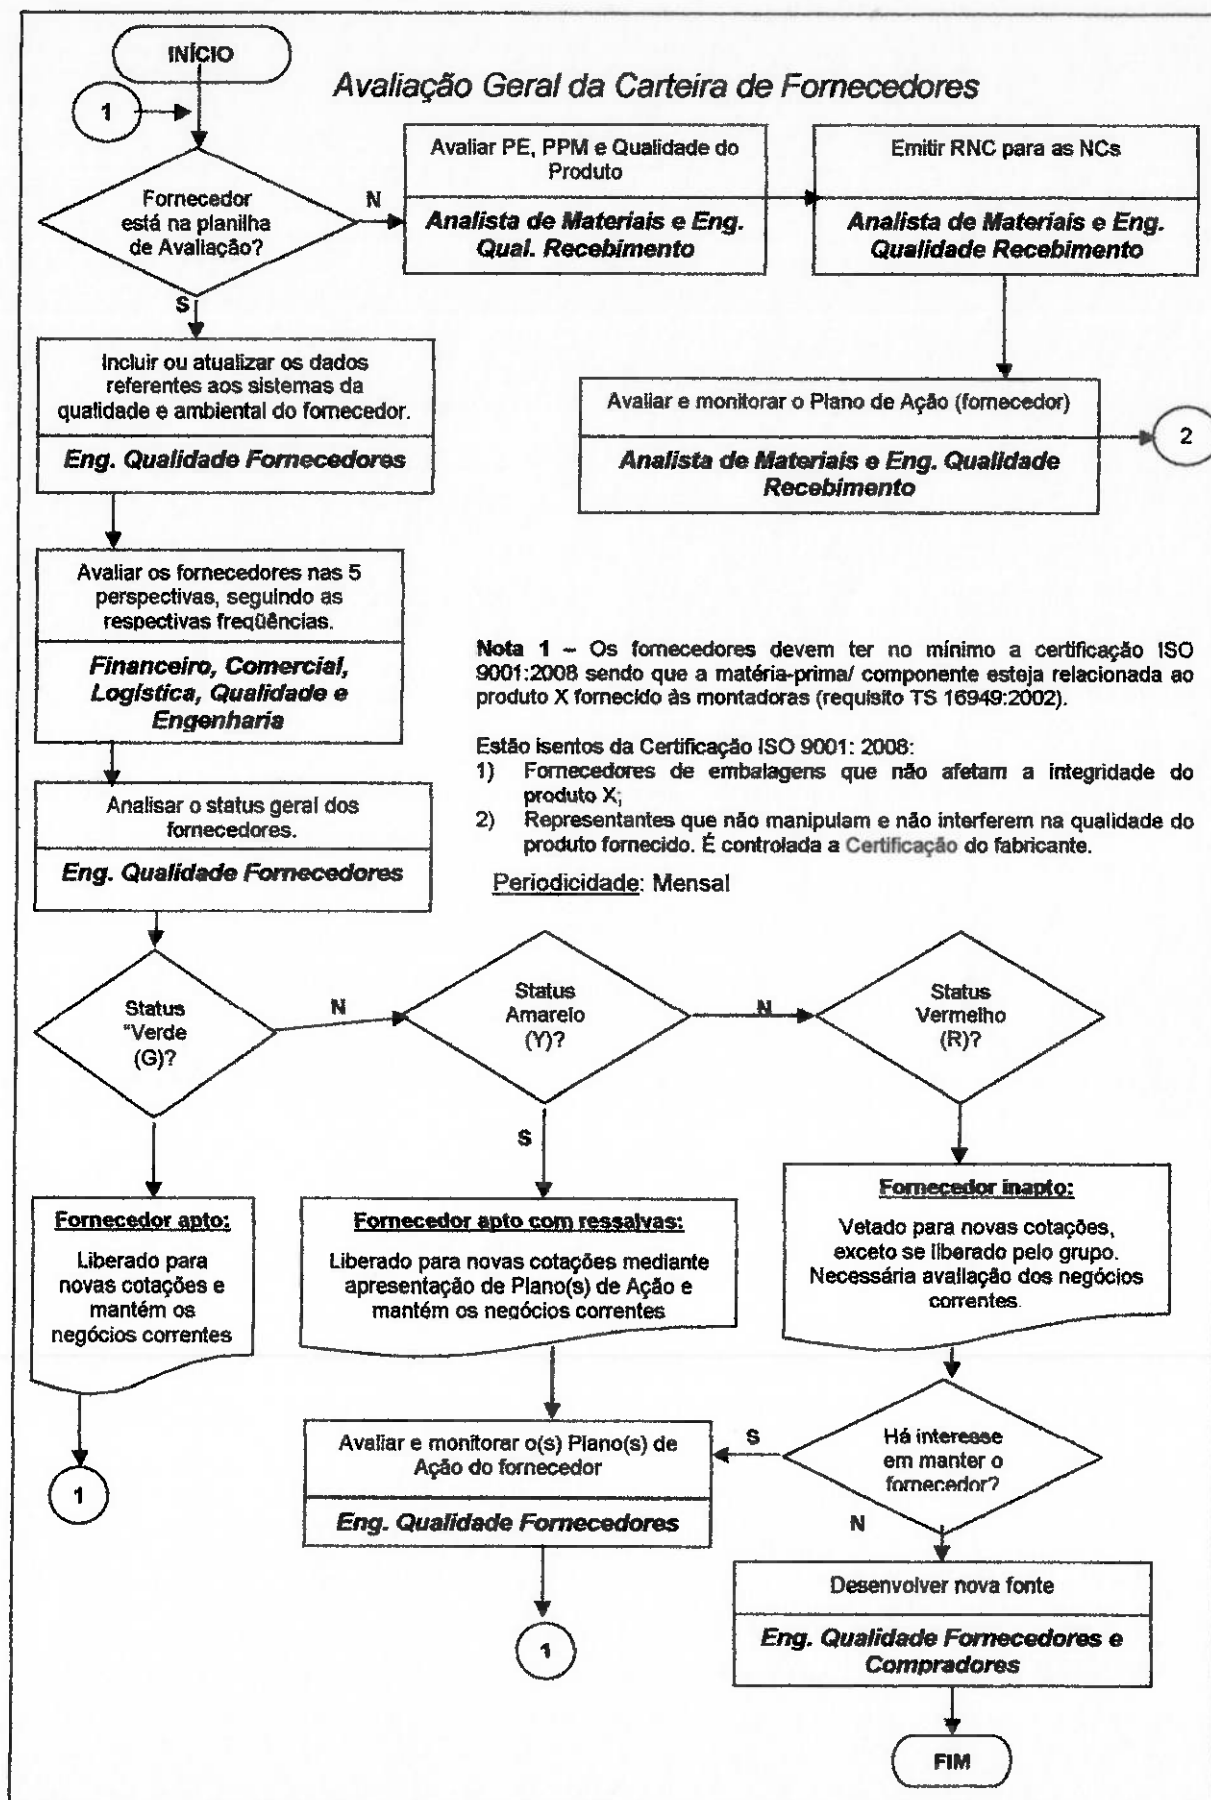 INÍCIO
Avaliação Geral da Carteira de Fornecedores
1
Fornecedor
está na planilha
de Avaliação?
N
S
Avaliar PE, PPM e Qualidade do
Produto
Analista de Materiais e Eng.
Qual. Recebimento
Emitir RNC para as NCs
Analista de Materiais e Eng.
Qualidade Recebimento
Incluir ou atualizar os dados
referentes aos sistemas da
qualidade e ambiental do fornecedor.
Eng. Qualidade Fornecedores
Avaliar e monitorar o Plano de Ação (fornecedor)
Analista de Materiais e Eng. Qualidade
Recebimento
2
Avaliar os fornecedores nas 5
perspectivas, seguindo as
respectivas freqüências.
Financeiro, Comercial,
Logística, Qualidade e
Engenharia
Nota 1 – Os fornecedores devem ter no mínimo a certificação ISO
9001:2008 sendo que a matéria-prima/ componente esteja relacionada ao
produto X fornecido às montadoras (requisito TS 16949:2002).
Estão isentos da Certificação ISO 9001: 2008:
1) Fornecedores de embalagens que não afetam a integridade do
produto X;
2) Representantes que não manipulam e não interferem na qualidade do
produto fornecido. É controlada a Certificação do fabricante.
Periodicidade: Mensal
Analisar o status geral dos
fornecedores.
Eng. Qualidade Fornecedores
Status
"Verde
(G)?
N
Status
Amarelo
(Y)?
N
Status
Vermelho
(R)?
S
Fornecedor apto:
Liberado para
novas cotações e
mantém os
negócios correntes
Fornecedor apto com ressalvas:
Liberado para novas cotações mediante
apresentação de Plano(s) de Ação e
mantém os negócios correntes
Fornecedor inapto:
Vetado para novas cotações,
exceto se liberado pelo grupo.
Necessária avaliação dos negócios
correntes.
1
Avaliar e monitorar o(s) Plano(s) de
Ação do fornecedor
Eng. Qualidade Fornecedores
S
Há interesse
em manter o
fornecedor?
N
1
Desenvolver nova fonte
Eng. Qualidade Fornecedores e
Compradores
FIM